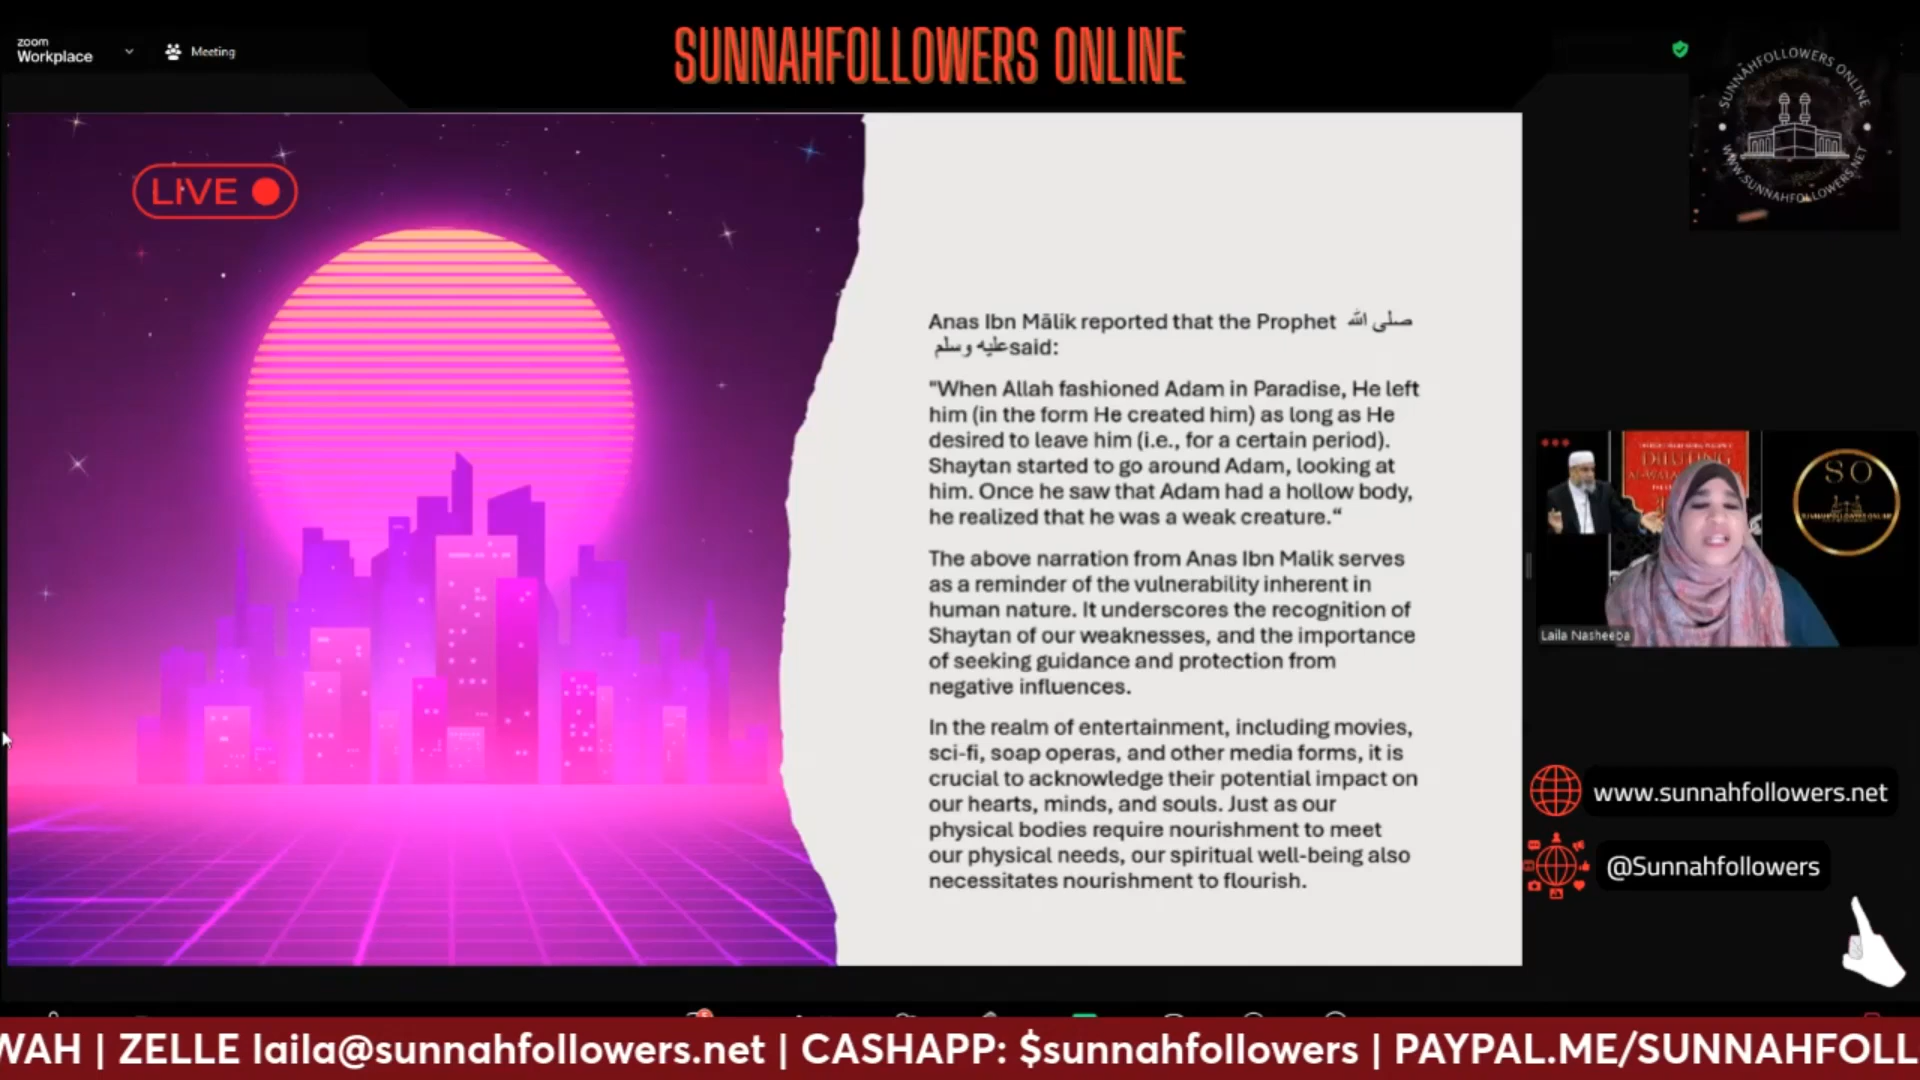 zoom
Workplace
Meeting
SUNNAHFOLLOWERS ONLINE
SUNNAHFOLLOWERS ONLINE
WWW.SUNNAHFOLLOWERS.NET
LIVE
Anas Ibn Mālik reported that the Prophet صلى الله
عليه وسلم said:
"When Allah fashioned Adam in Paradise, He left
him (in the form He created him) as long as He
desired to leave him (i.e., for a certain period).
Shaytan started to go around Adam, looking at
him. Once he saw that Adam had a hollow body,
he realized that he was a weak creature.“
The above narration from Anas Ibn Malik serves
as a reminder of the vulnerability inherent in
human nature. It underscores the recognition of
Shaytan of our weaknesses, and the importance
of seeking guidance and protection from
negative influences.
In the realm of entertainment, including movies,
sci-fi, soap operas, and other media forms, it is
crucial to acknowledge their potential impact on
our hearts, minds, and souls. Just as our
physical bodies require nourishment to meet
our physical needs, our spiritual well-being also
necessitates nourishment to flourish.
DILUTING
S O
SUNNAHFOLLOWERS ONLINE
Laila Nasheeba
www.sunnahfollowers.net
@Sunnahfollowers
WAH | ZELLE laila@sunnahfollowers.net | CASHAPP: $sunnahfollowers | PAYPAL.ME/SUNNAHFOLL